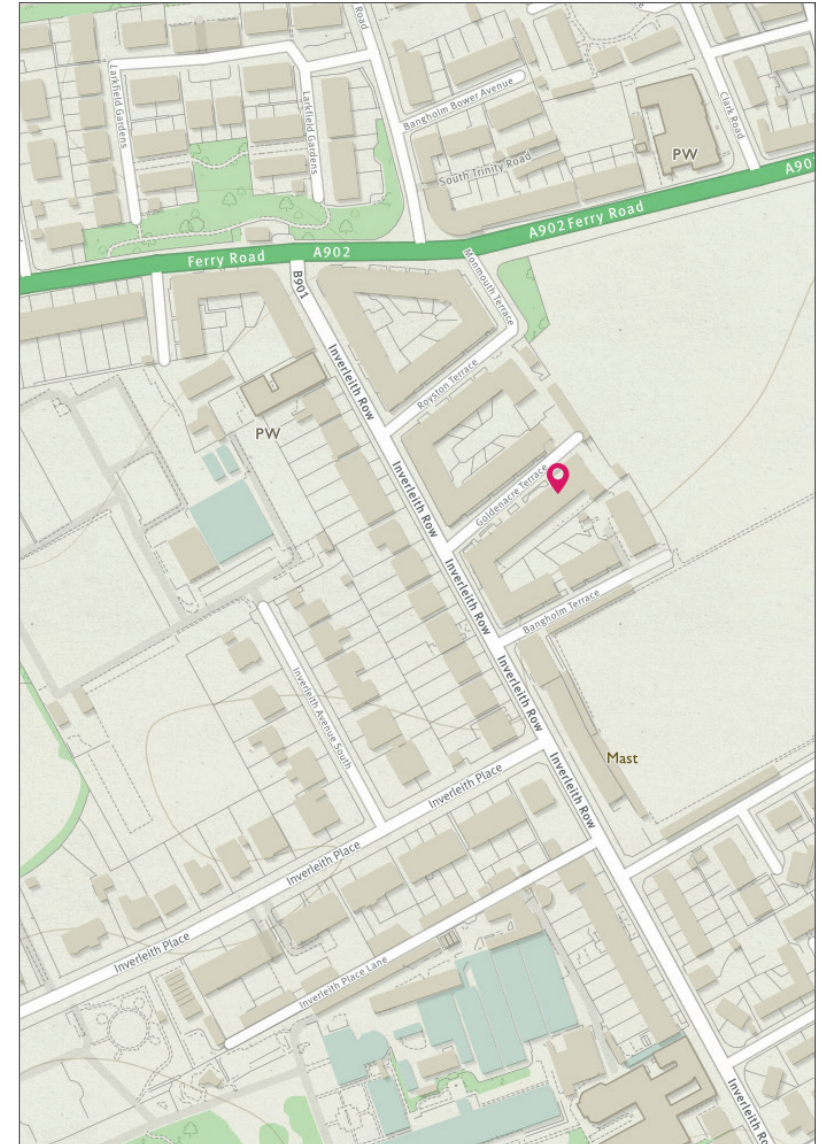 Road
Larkfield Gardens
Larkfield Gardens
Bangholm Bower Avenue
Clark Road
PW
South Trinity Road
A902
A902 Ferry Road
Ferry Road
A902
Monmouth Terrace
B901
Inverleith Row
Royston Terrace
PW
Inverleith Row
Goldenacre Terrace
Inverleith Row
Bangholm Terrace
Inverleith Row
Inverleith Avenue South
Mast
Inverleith Place
Inverleith Row
Inverleith Place
Inverleith Place
Inverleith Place Lane
Inverleith Ro